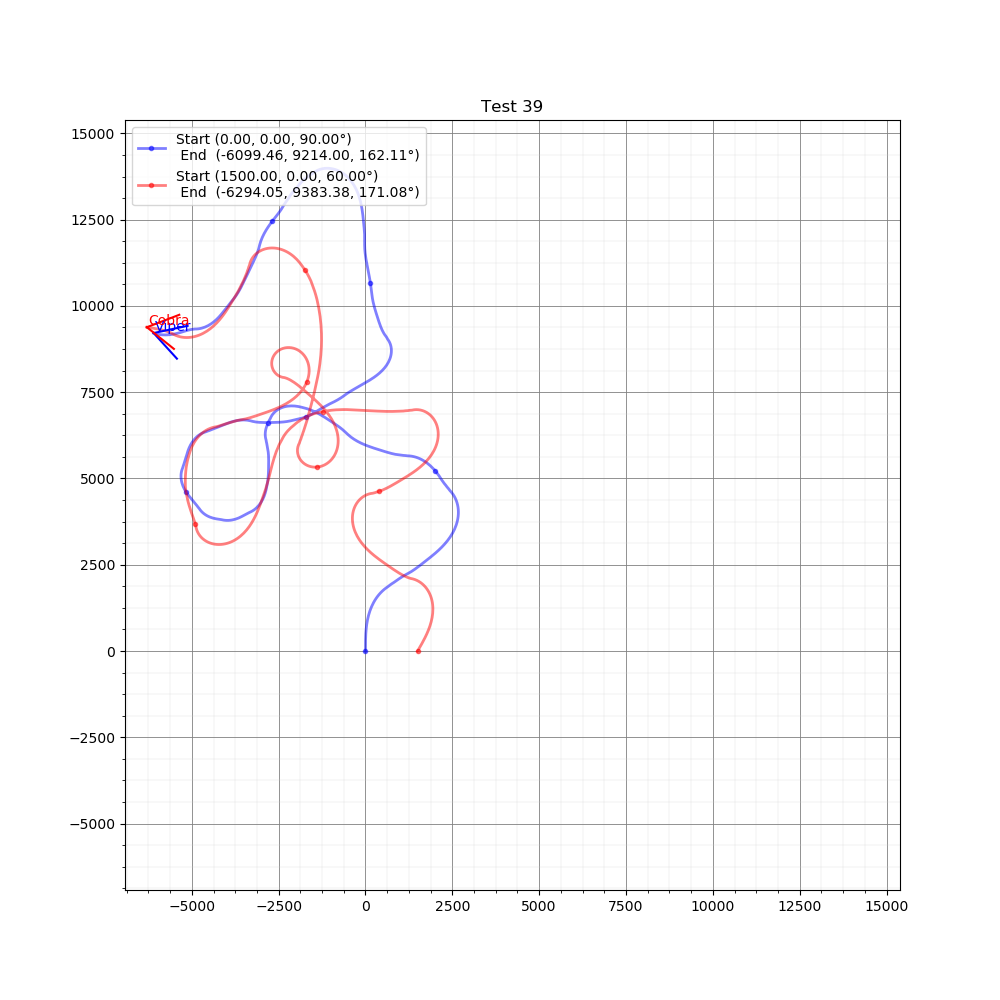 Test 39
15000
Start (0.00, 0.00, 90.00°)
End (-6099.46, 9214.00, 162.11°)
Start (1500.00, 0.00, 60.00°)
End (-6294.05, 9383.38, 171.08°)
12500
10000
Cobra
Viper
7500
5000
2500
0
−2500
−5000
−5000 −2500 0 2500 5000 7500 10000 12500 15000